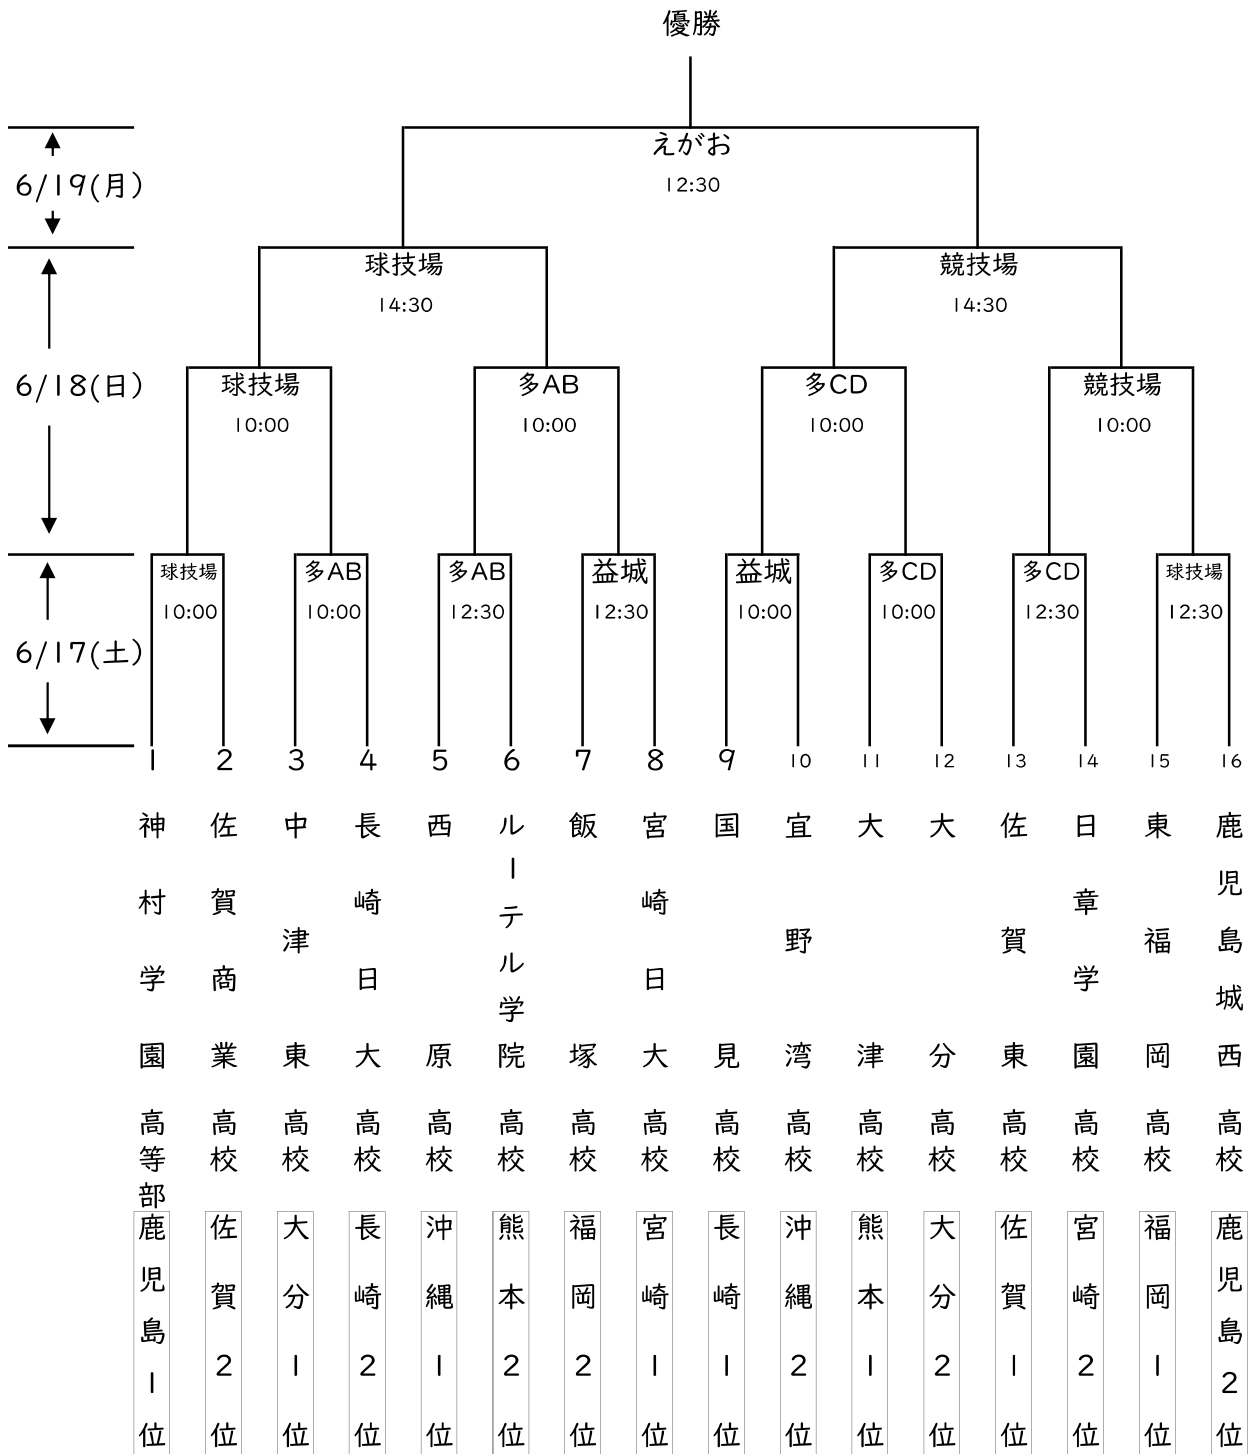 優勝
えがお
12:30
6/19(月)
球技場
14:30
競技場
14:30
6/18(日)
球技場
10:00
多AB
10:00
多CD
10:00
競技場
10:00
6/17(土)
球技場
10:00
多AB
10:00
多AB
12:30
益城
12:30
益城
10:00
多CD
10:00
多CD
12:30
球技場
12:30
1
神村学園高等部
鹿児島1位
2
佐賀商業高校
佐賀2位
3
中津東高校
大分1位
4
長崎日大高校
長崎2位
5
西原高校
沖縄1位
6
ルーテル学院高校
熊本2位
7
飯塚高校
福岡2位
8
宮崎日大高校
宮崎1位
9
国見高校
長崎1位
10
宜野湾高校
沖縄2位
11
大津高校
熊本1位
12
大分高校
大分2位
13
佐賀東高校
佐賀1位
14
日章学園高校
宮崎2位
15
東福岡高校
福岡1位
16
鹿児島城西高校
鹿児島2位